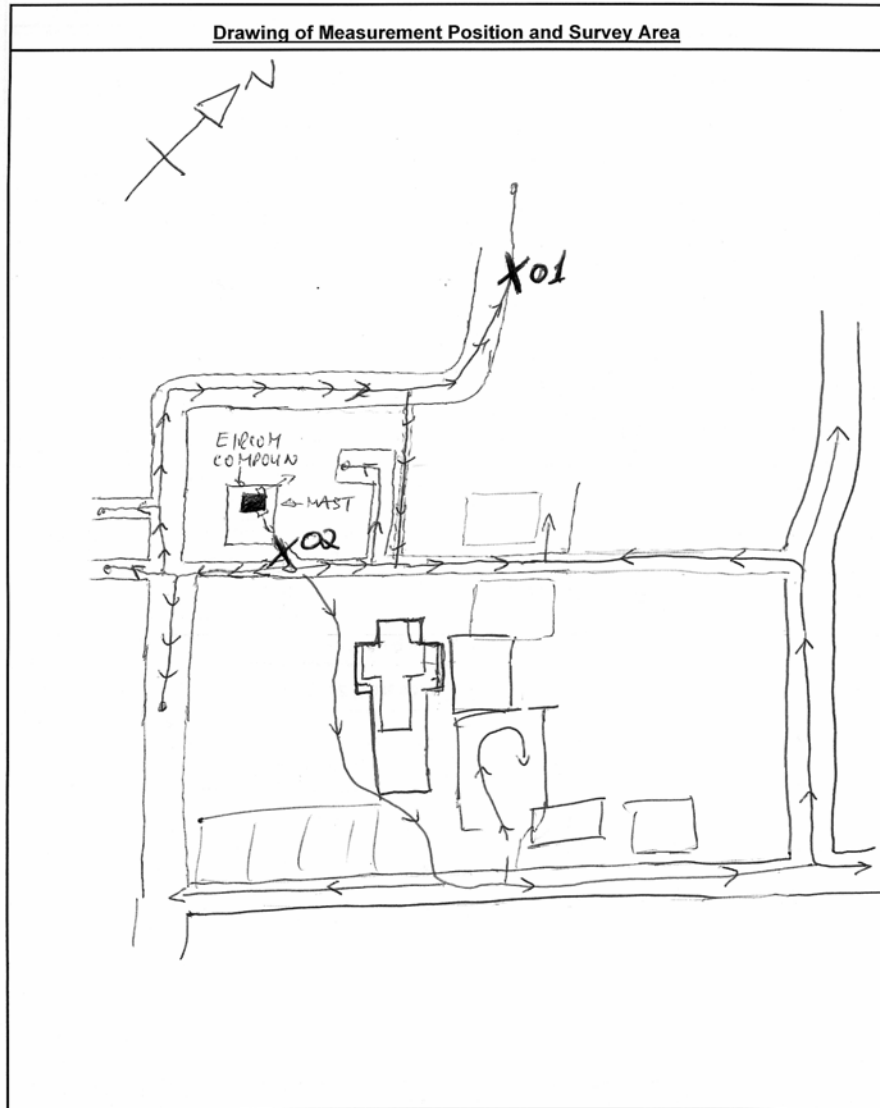 Drawing of Measurement Position and Survey Area
N
X01
EIRCOM
COMPOUN
MAST
X02